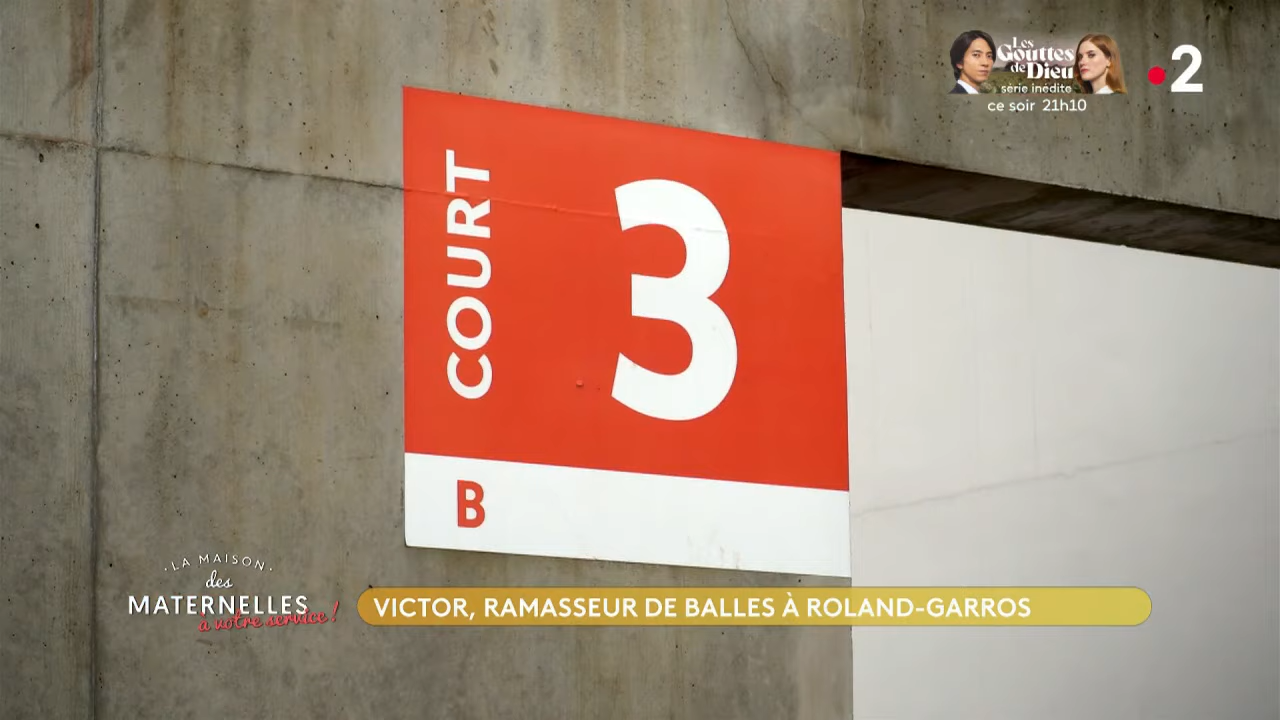 Les
Gouttes
de Dieu
série inédite
ce soir 21h10
2
COURT
3
B
. LA MAISON .
des
MATERNELLES
à votre service !
VICTOR, RAMASSEUR DE BALLES À ROLAND-GARROS